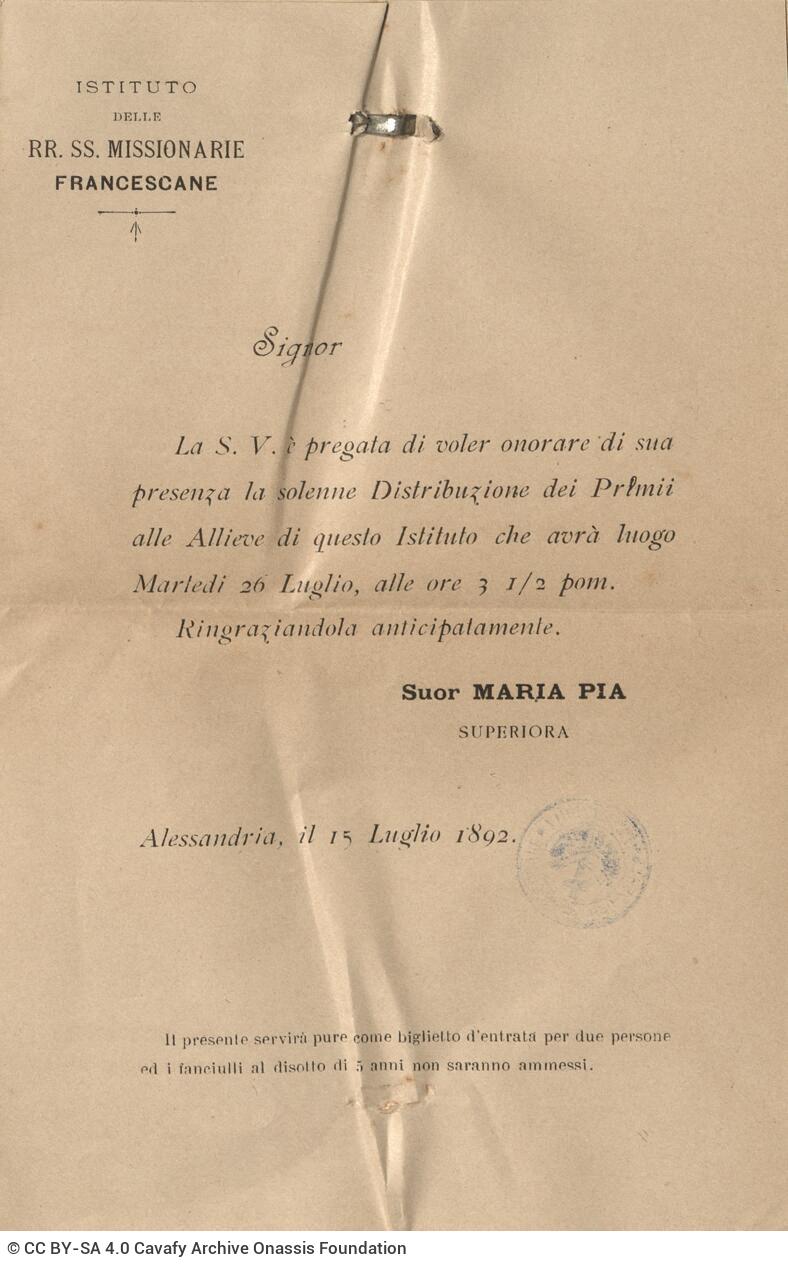 ISTITUTO
DELLE
RR. SS. MISSIONARIE
FRANCESCANE
Signor
La S. V. è pregata di voler onorare di sua
presenza la solenne Distribuzione dei Premii
alle Allieve di questo Istituto che avrà luogo
Martedi 26 Luglio, alle ore 3 1/2 pom.
Ringraziandola anticipatamente.
Suor MARIA PIA
SUPERIORA
Alessandria, il 15 Luglio 1892.
Il presente servirà pure come biglietto d'entrata per due persone
ed i fanciulli al disotto di 5 anni non saranno ammessi.
© CC BY-SA 4.0 Cavafy Archive Onassis Foundation